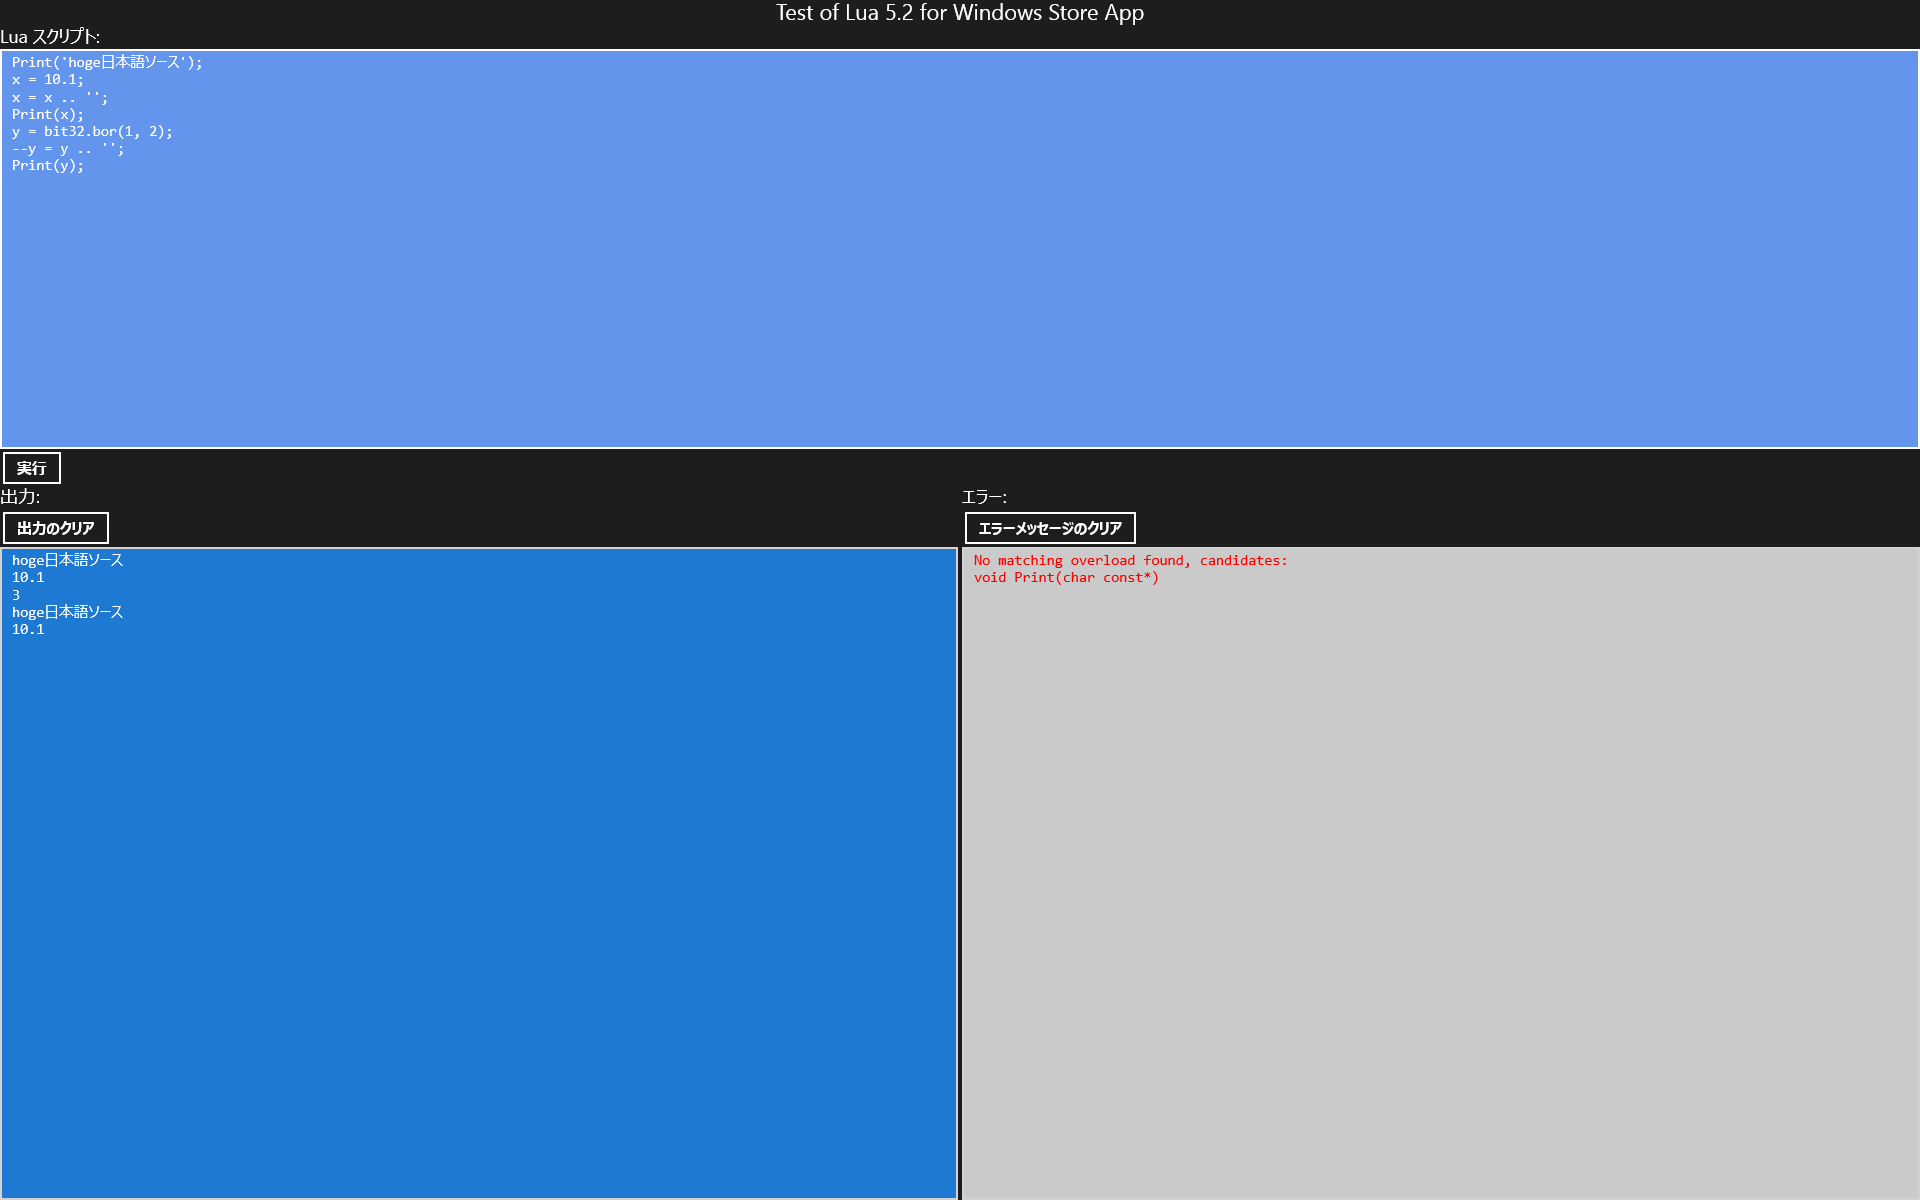 Test of Lua 5.2 for Windows Store App
Lua スクリプト:
Print('hoge日本語ソース');
x = 10.1;
x = x .. '';
Print(x);
y = bit32.bor(1, 2);
--y = y .. '';
Print(y);
実行
出力:
出力のクリア
hoge日本語ソース
10.1
3
hoge日本語ソース
10.1
エラー:
エラーメッセージのクリア
No matching overload found, candidates:
void Print(char const*)